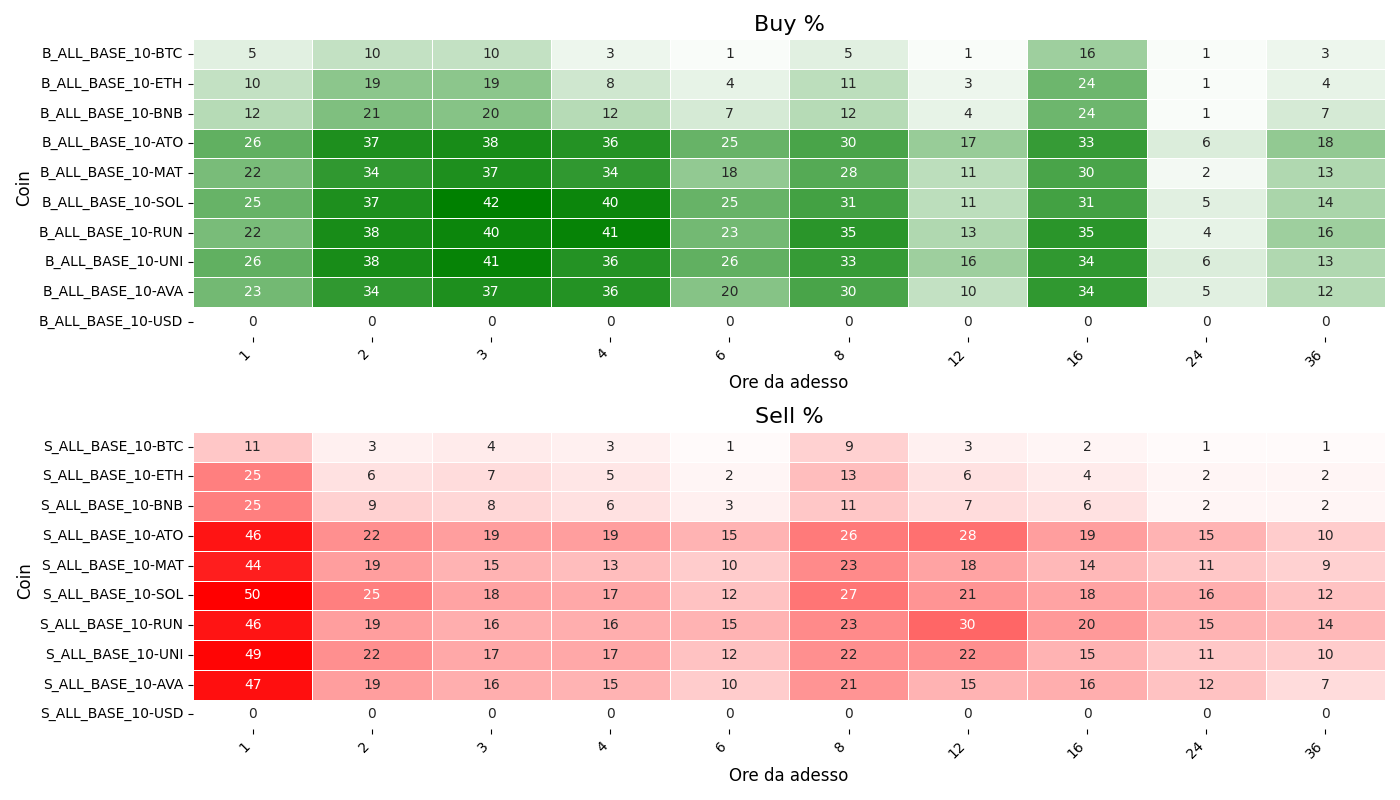 Buy %
Coin
B_ALL_BASE_10-BTC 5 10 10 3 1 5 1 16 1 3
B_ALL_BASE_10-ETH 10 19 19 8 4 11 3 24 1 4
B_ALL_BASE_10-BNB 12 21 20 12 7 12 4 24 1 7
B_ALL_BASE_10-ATO 26 37 38 36 25 30 17 33 6 18
B_ALL_BASE_10-MAT 22 34 37 34 18 28 11 30 2 13
B_ALL_BASE_10-SOL 25 37 42 40 25 31 11 31 5 14
B_ALL_BASE_10-RUN 22 38 40 41 23 35 13 35 4 16
B_ALL_BASE_10-UNI 26 38 41 36 26 33 16 34 6 13
B_ALL_BASE_10-AVA 23 34 37 36 20 30 10 34 5 12
B_ALL_BASE_10-USD 0 0 0 0 0 0 0 0 0 0
1 2 3 4 6 8 12 16 24 36
Ore da adesso
Sell %
Coin
S_ALL_BASE_10-BTC 11 3 4 3 1 9 3 2 1 1
S_ALL_BASE_10-ETH 25 6 7 5 2 13 6 4 2 2
S_ALL_BASE_10-BNB 25 9 8 6 3 11 7 6 2 2
S_ALL_BASE_10-ATO 46 22 19 19 15 26 28 19 15 10
S_ALL_BASE_10-MAT 44 19 15 13 10 23 18 14 11 9
S_ALL_BASE_10-SOL 50 25 18 17 12 27 21 18 16 12
S_ALL_BASE_10-RUN 46 19 16 16 15 23 30 20 15 14
S_ALL_BASE_10-UNI 49 22 17 17 12 22 22 15 11 10
S_ALL_BASE_10-AVA 47 19 16 15 10 21 15 16 12 7
S_ALL_BASE_10-USD 0 0 0 0 0 0 0 0 0 0
1 2 3 4 6 8 12 16 24 36
Ore da adesso